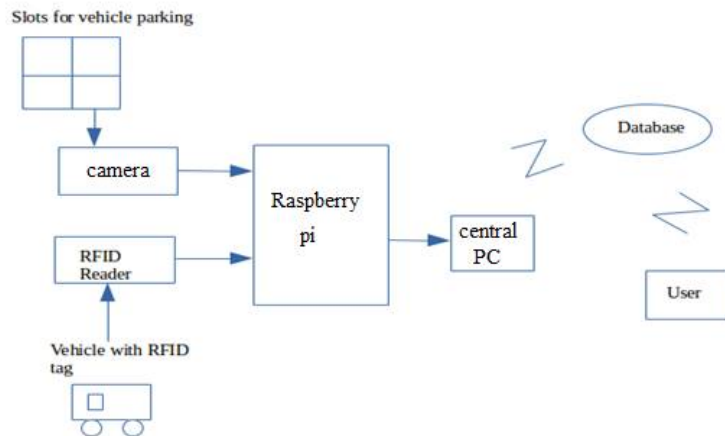 Slots for vehicle parking
camera
RFID
Reader
Vehicle with RFID
tag
Raspberry
pi
central
PC
Database
User